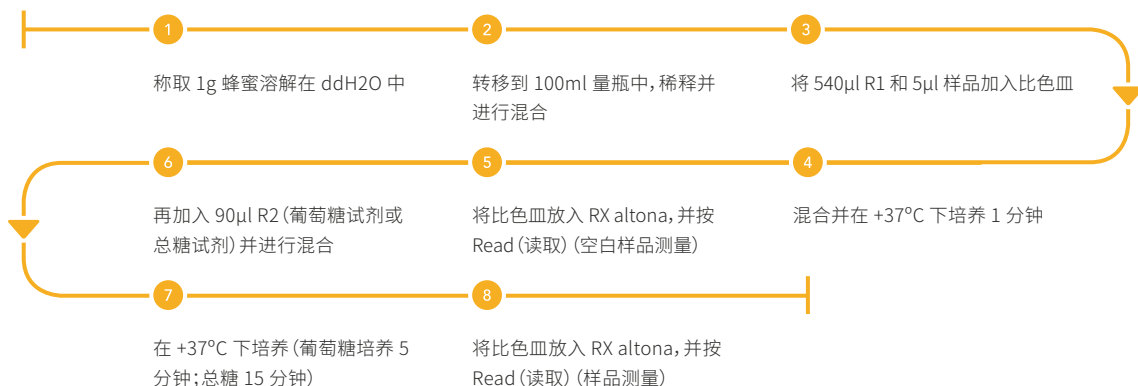 1
称取 1g 蜂蜜溶解在 ddH2O 中
2
转移到 100ml 量瓶中，稀释并
进行混合
3
将 540µl R1 和 5µl 样品加入比色皿
4
混合并在 +37ºC 下培养 1 分钟
5
将比色皿放入 RX altona，并按
Read（读取）（空白样品测量）
6
再加入 90µl R2（葡萄糖试剂或
总糖试剂）并进行混合
7
在 +37ºC 下培养（葡萄糖培养 5
分钟；总糖 15 分钟）
8
将比色皿放入 RX altona，并按
Read（读取）（样品测量）